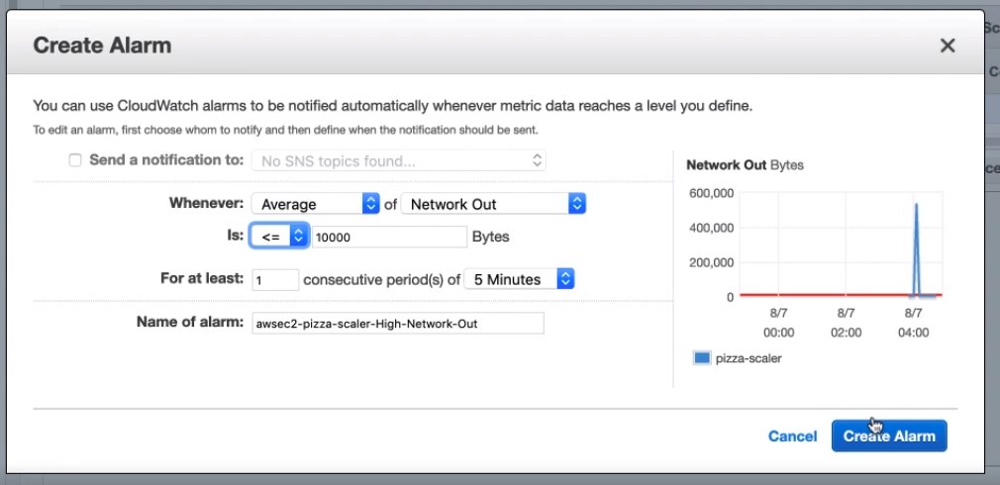 Create Alarm
You can use CloudWatch alarms to be notified automatically whenever metric data reaches a level you define.
To edit an alarm, first choose whom to notify and then define when the notification should be sent.
Send a notification to: No SNS topics found...
Whenever: Average of Network Out
Is: <= 10000 Bytes
For at least: 1 consecutive period(s) of 5 Minutes
Name of alarm: awsec2-pizza-scaler-High-Network-Out
Network Out Bytes
600,000
400,000
200,000
0
8/7 8/7 8/7
00:00 02:00 04:00
pizza-scaler
Cancel Create Alarm